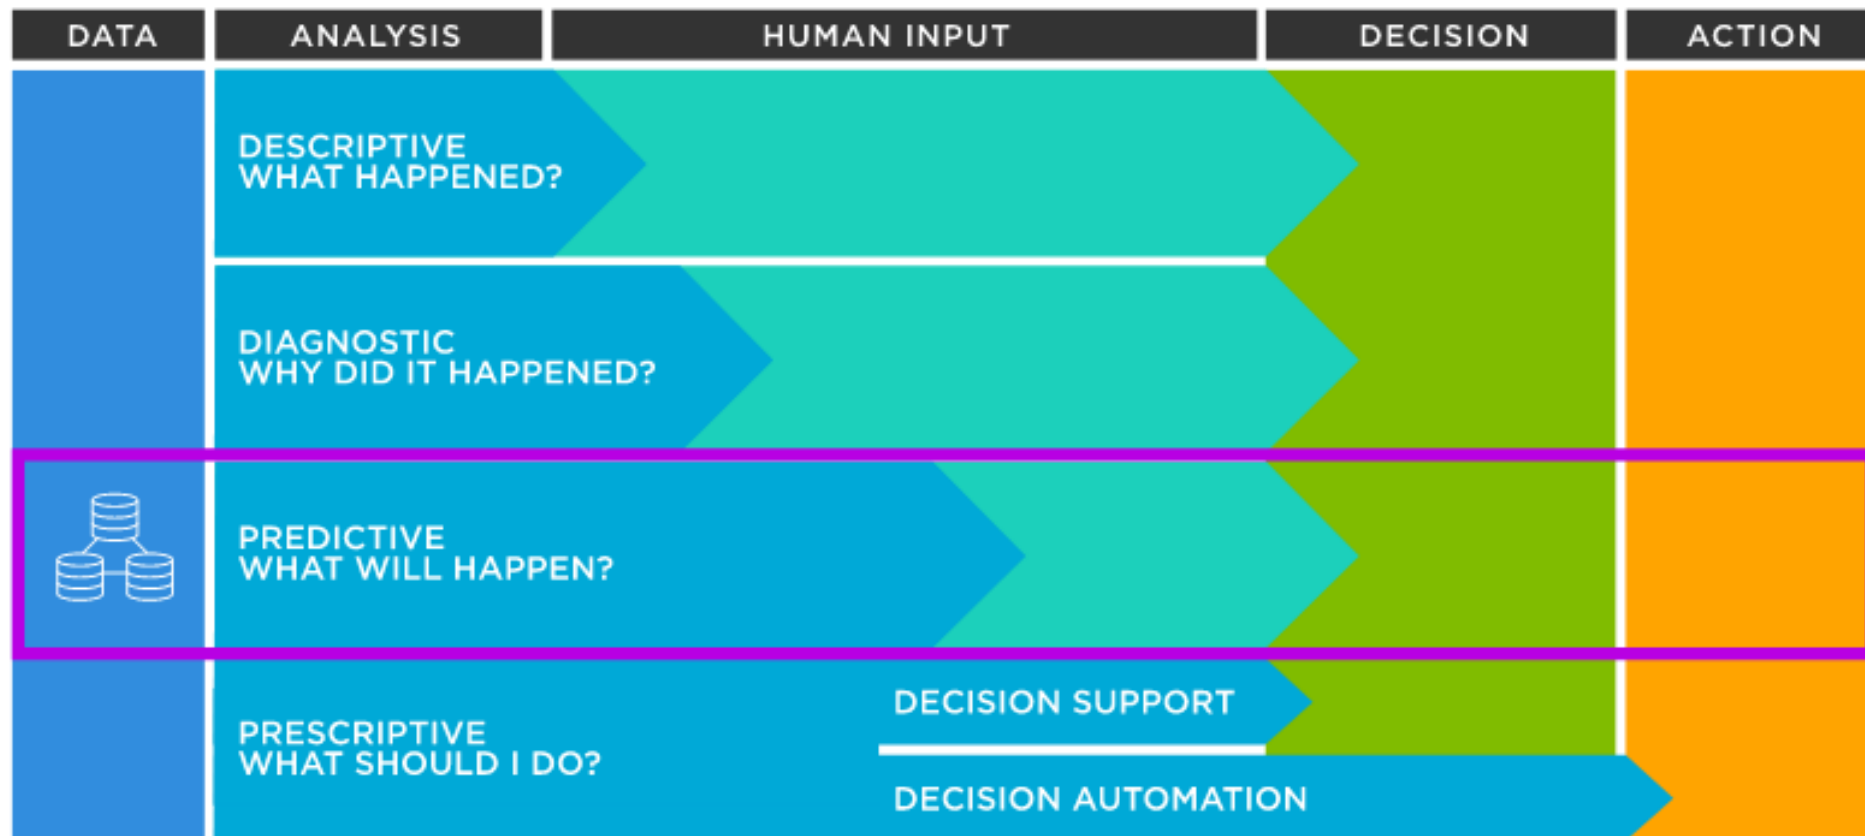 DATA
ANALYSIS
HUMAN INPUT
DECISION
ACTION
DESCRIPTIVE
WHAT HAPPENED?
DIAGNOSTIC
WHY DID IT HAPPENED?
PREDICTIVE
WHAT WILL HAPPEN?
PRESCRIPTIVE
WHAT SHOULD I DO?
DECISION SUPPORT
DECISION AUTOMATION